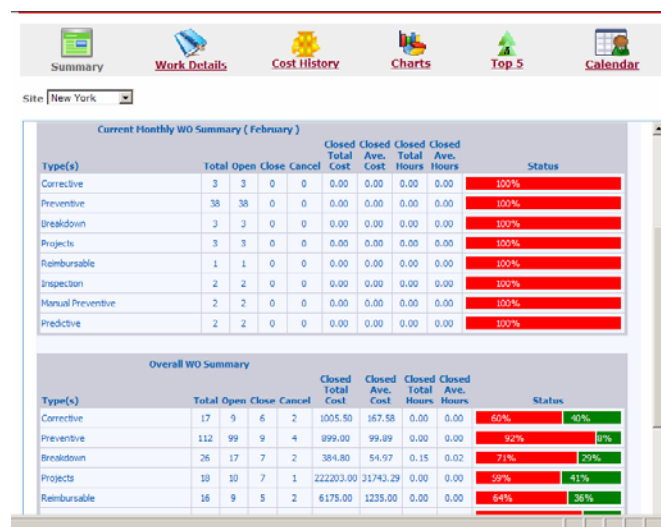 Summary Work Details Cost History Charts Top 5 Calendar
Site New York
Current Monthly WO Summary ( February )
Type(s) Total Open Close Cancel Closed Total Cost Closed Ave. Cost Closed Total Hours Closed Ave. Hours Status
Corrective 3 3 0 0 0.00 0.00 0.00 0.00 100%
Preventive 38 38 0 0 0.00 0.00 0.00 0.00 100%
Breakdown 3 3 0 0 0.00 0.00 0.00 0.00 100%
Projects 3 3 0 0 0.00 0.00 0.00 0.00 100%
Reimbursable 1 1 0 0 0.00 0.00 0.00 0.00 100%
Inspection 2 2 0 0 0.00 0.00 0.00 0.00 100%
Manual Preventive 2 2 0 0 0.00 0.00 0.00 0.00 100%
Predictive 2 2 0 0 0.00 0.00 0.00 0.00 100%
Overall WO Summary
Type(s) Total Open Close Cancel Closed Total Cost Closed Ave. Cost Closed Total Hours Closed Ave. Hours Status
Corrective 17 9 6 2 1005.50 167.58 0.00 0.00 60% 40%
Preventive 112 99 9 4 899.00 99.89 0.00 0.00 92% 8%
Breakdown 26 17 7 2 384.80 54.97 0.15 0.02 71% 29%
Projects 18 10 7 1 222203.00 31743.29 0.00 0.00 59% 41%
Reimbursable 16 9 5 2 6175.00 1235.00 0.00 0.00 64% 36%